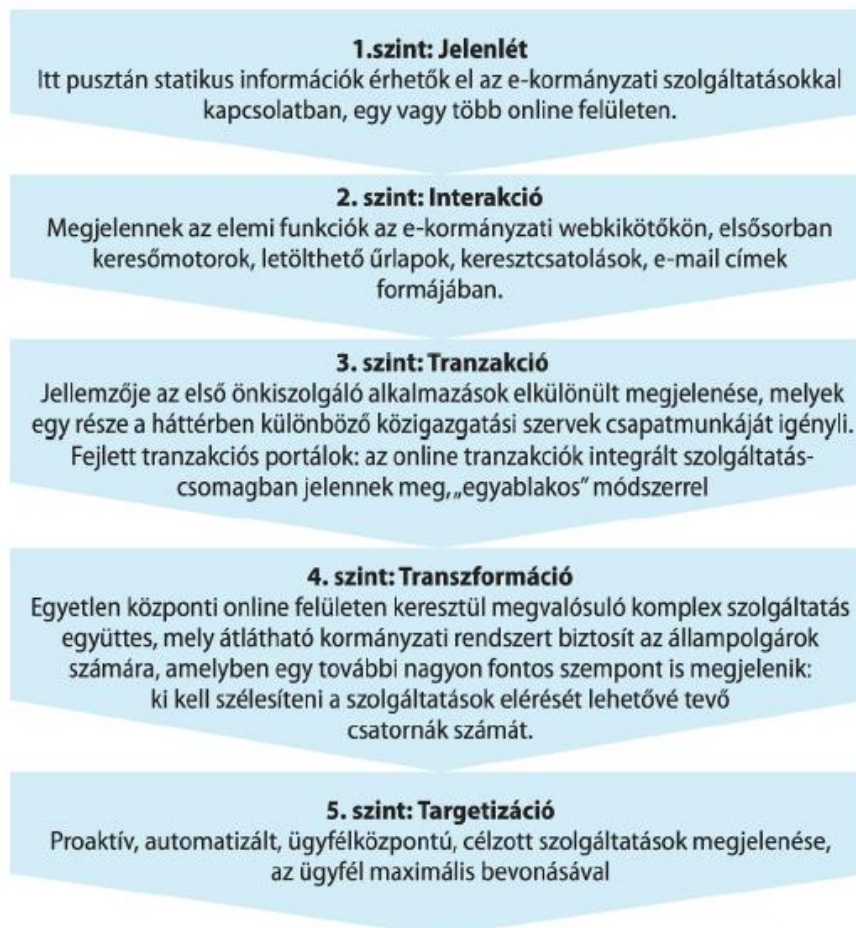 1.szint: Jelenlét
Itt pusztán statikus információk érhetők el az e-kormányzati szolgáltatásokkal
kapcsolatban, egy vagy több online felületen.
2. szint: Interakció
Megjelennek az elemi funkciók az e-kormányzati webkikötőkön, elsősorban
keresőmotorok, letölthető űrlapok, keresztcsatolások, e-mail címek
formájában.
3. szint: Tranzakció
Jellemzője az első önkiszolgáló alkalmazások elkülönült megjelenése, melyek
egy része a háttérben különböző közigazgatási szervek csapatmunkáját igényli.
Fejlett tranzakciós portálok: az online tranzakciók integrált szolgáltatás-
csomagban jelennek meg, „egyablakos” módszerrel
4. szint: Transzformáció
Egyetlen központi online felületen keresztül megvalósuló komplex szolgáltatás
együttes, mely átlátható kormányzati rendszert biztosít az állampolgárok
számára, amelyben egy további nagyon fontos szempont is megjelenik:
ki kell szélesíteni a szolgáltatások elérését lehetővé tevő
csatornák számát.
5. szint: Targetizáció
Proaktív, automatizált, ügyfélközpontú, célzott szolgáltatások megjelenése,
az ügyfél maximális bevonásával